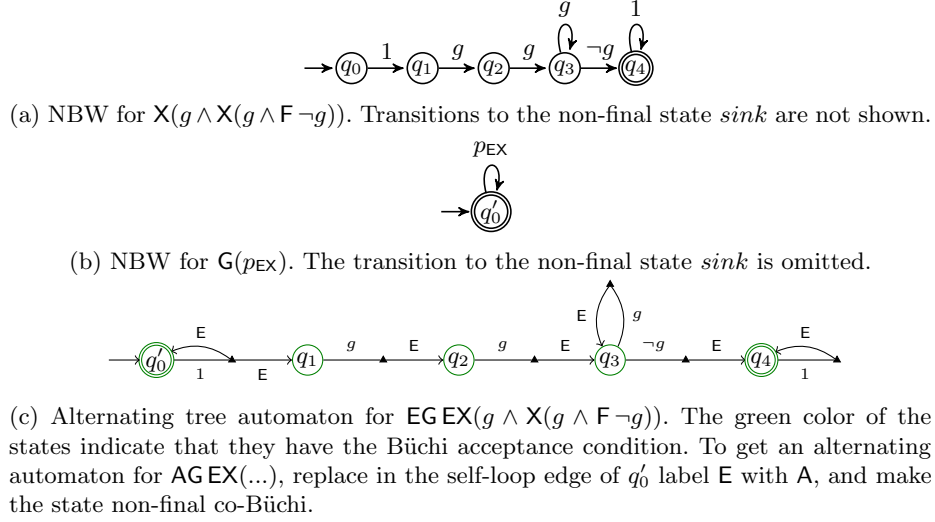 g 1
1 g g ¬g
q₀ q₁ q₂ q₃ q₄
(a) NBW for X(g ∧ X(g ∧ F ¬g)). Transitions to the non-final state sink are not shown.
p_EX
q′₀
(b) NBW for G(p_EX). The transition to the non-final state sink is omitted.
E g
E g E g E ¬g E E
q′₀ q₁ q₂ q₃ q₄
1 E 1
(c) Alternating tree automaton for EG EX(g ∧ X(g ∧ F ¬g)). The green color of the
states indicate that they have the Büchi acceptance condition. To get an alternating
automaton for AG EX(...), replace in the self-loop edge of q′₀ label E with A, and make
the state non-final co-Büchi.